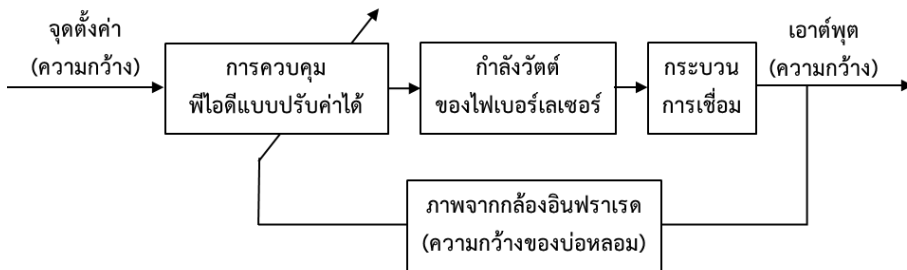 จุดตั้งค่า
(ความกว้าง)
การควบคุม
พีไอดีแบบปรับค่าได้
กำลังวัตต์
ของไฟเบอร์เลเซอร์
กระบวน
การเชื่อม
เอาต์พุต
(ความกว้าง)
ภาพจากกล้องอินฟราเรด
(ความกว้างของบ่อหลอม)